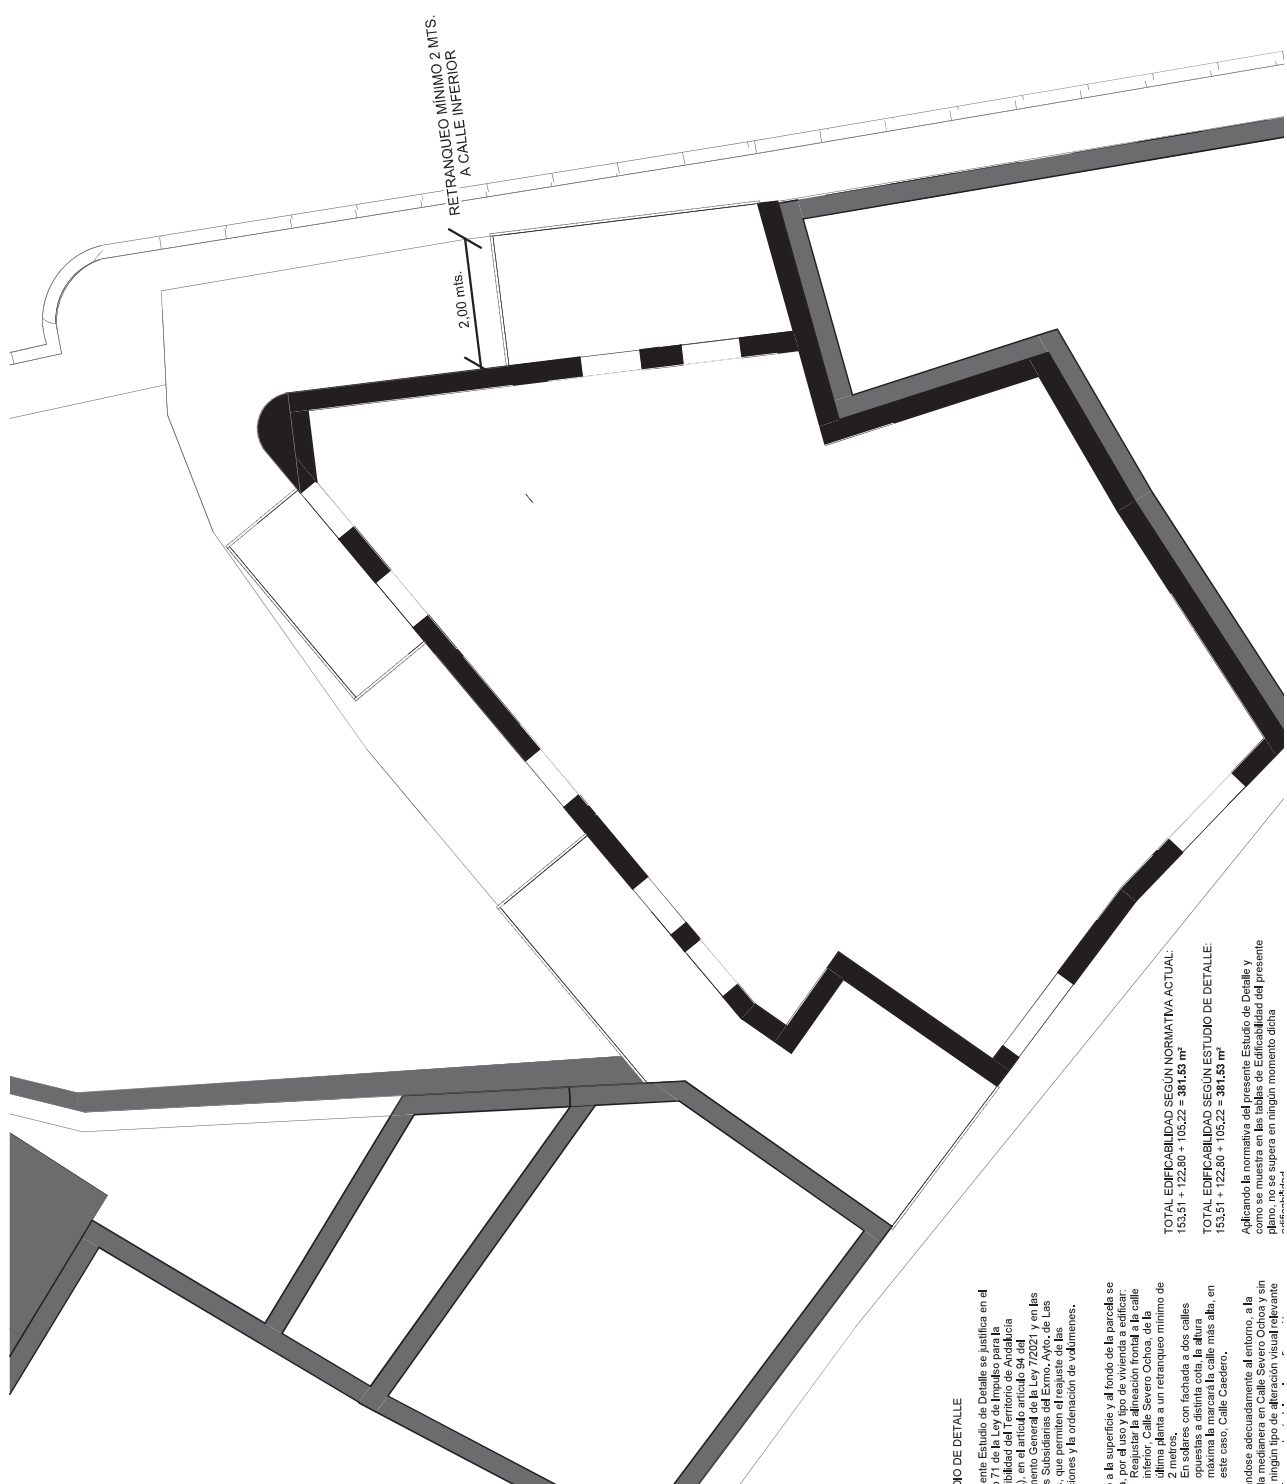 RETRANQUEO MÍNIMO 2 MTS.
A CALLE INFERIOR
2,00 mts.
TOTAL EDIFICABILIDAD SEGÚN NORMATIVA ACTUAL:
153,51 + 122,80 + 105,22 = 381,53 m²
TOTAL EDIFICABILIDAD SEGÚN ESTUDIO DE DETALLE:
153,51 + 122,80 + 105,22 = 381,53 m²
Aplicando la normativa del presente Estudio de Detalle y
como se muestra en las tablas de Edificabilidad del presente
plano, no se supera en ningún momento dicha
edificabilidad
DIO DE DETALLE
ente Estudio de Detalle se justifica en el
o 71 de la Ley de Impulso para la
ibilidad del Territorio de Andalucía
), en el artículo artículo 94 del
mento General de la Ley 7/2021 y en las
s Subsidiarias del Exmo. Ayto. de Las
, que permiten el reajuste de las
iones y la ordenación de volúmenes.
o a la superficie y al fondo de la parcela se
a, por el uso y tipo de vivienda a edificar:
Reajustar la alineación frontal a la calle
inferior, Calle Severo Ochoa, de la
última planta a un retranqueo mínimo de
2 metros.
En solares con fachada a dos calles
opuestas a distinta cota, la altura
máxima la marcará la calle más alta, en
este caso, Calle Caedero.
ndose adecuadamente al entorno, a la
la medianera en Calle Severo Ochoa y sin
ningún tipo de alteración visual relevante